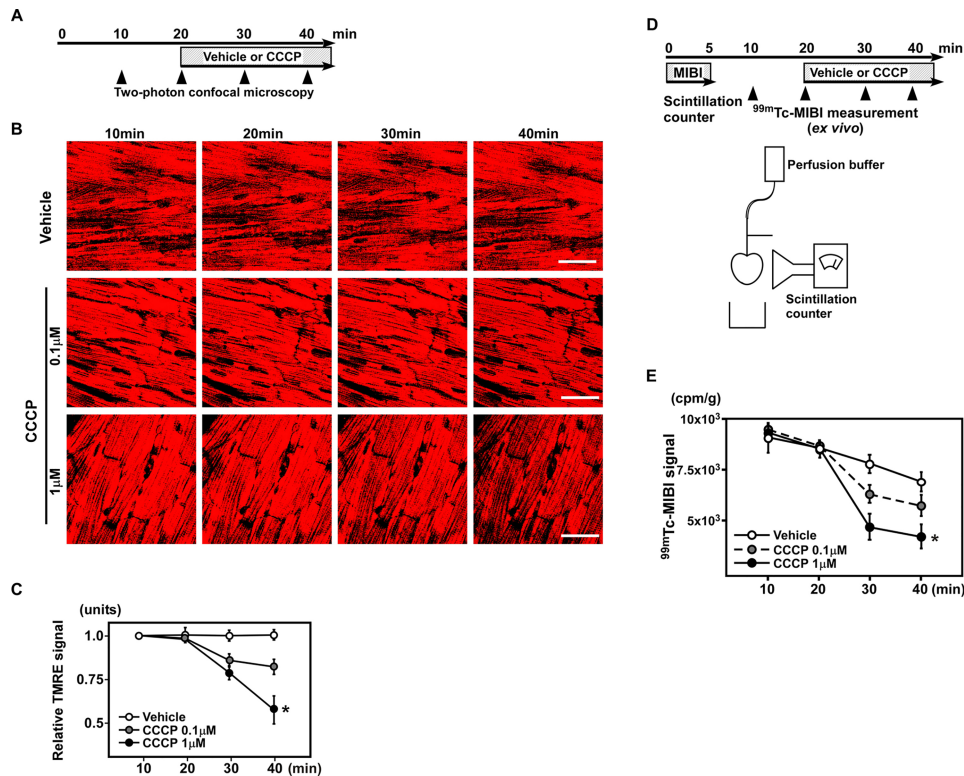 A
0 10 20 30 40 min
Vehicle or CCCP
Two-photon confocal microscopy
B
10min 20min 30min 40min
Vehicle
CCCP
0.1μM
1μM
C
(units)
Relative TMRE signal
1.0
0.75
0.5
*
Vehicle
CCCP 0.1μM
CCCP 1μM
10 20 30 40 (min)
D
0 5 10 20 30 40 min
MIBI
Vehicle or CCCP
Scintillation
counter
99mTc-MIBI measurement
(ex vivo)
Perfusion buffer
Scintillation
counter
E
(cpm/g)
99mTc-MIBI signal
10x10³
7.5x10³
5x10³
*
Vehicle
CCCP 0.1μM
CCCP 1μM
10 20 30 40 (min)